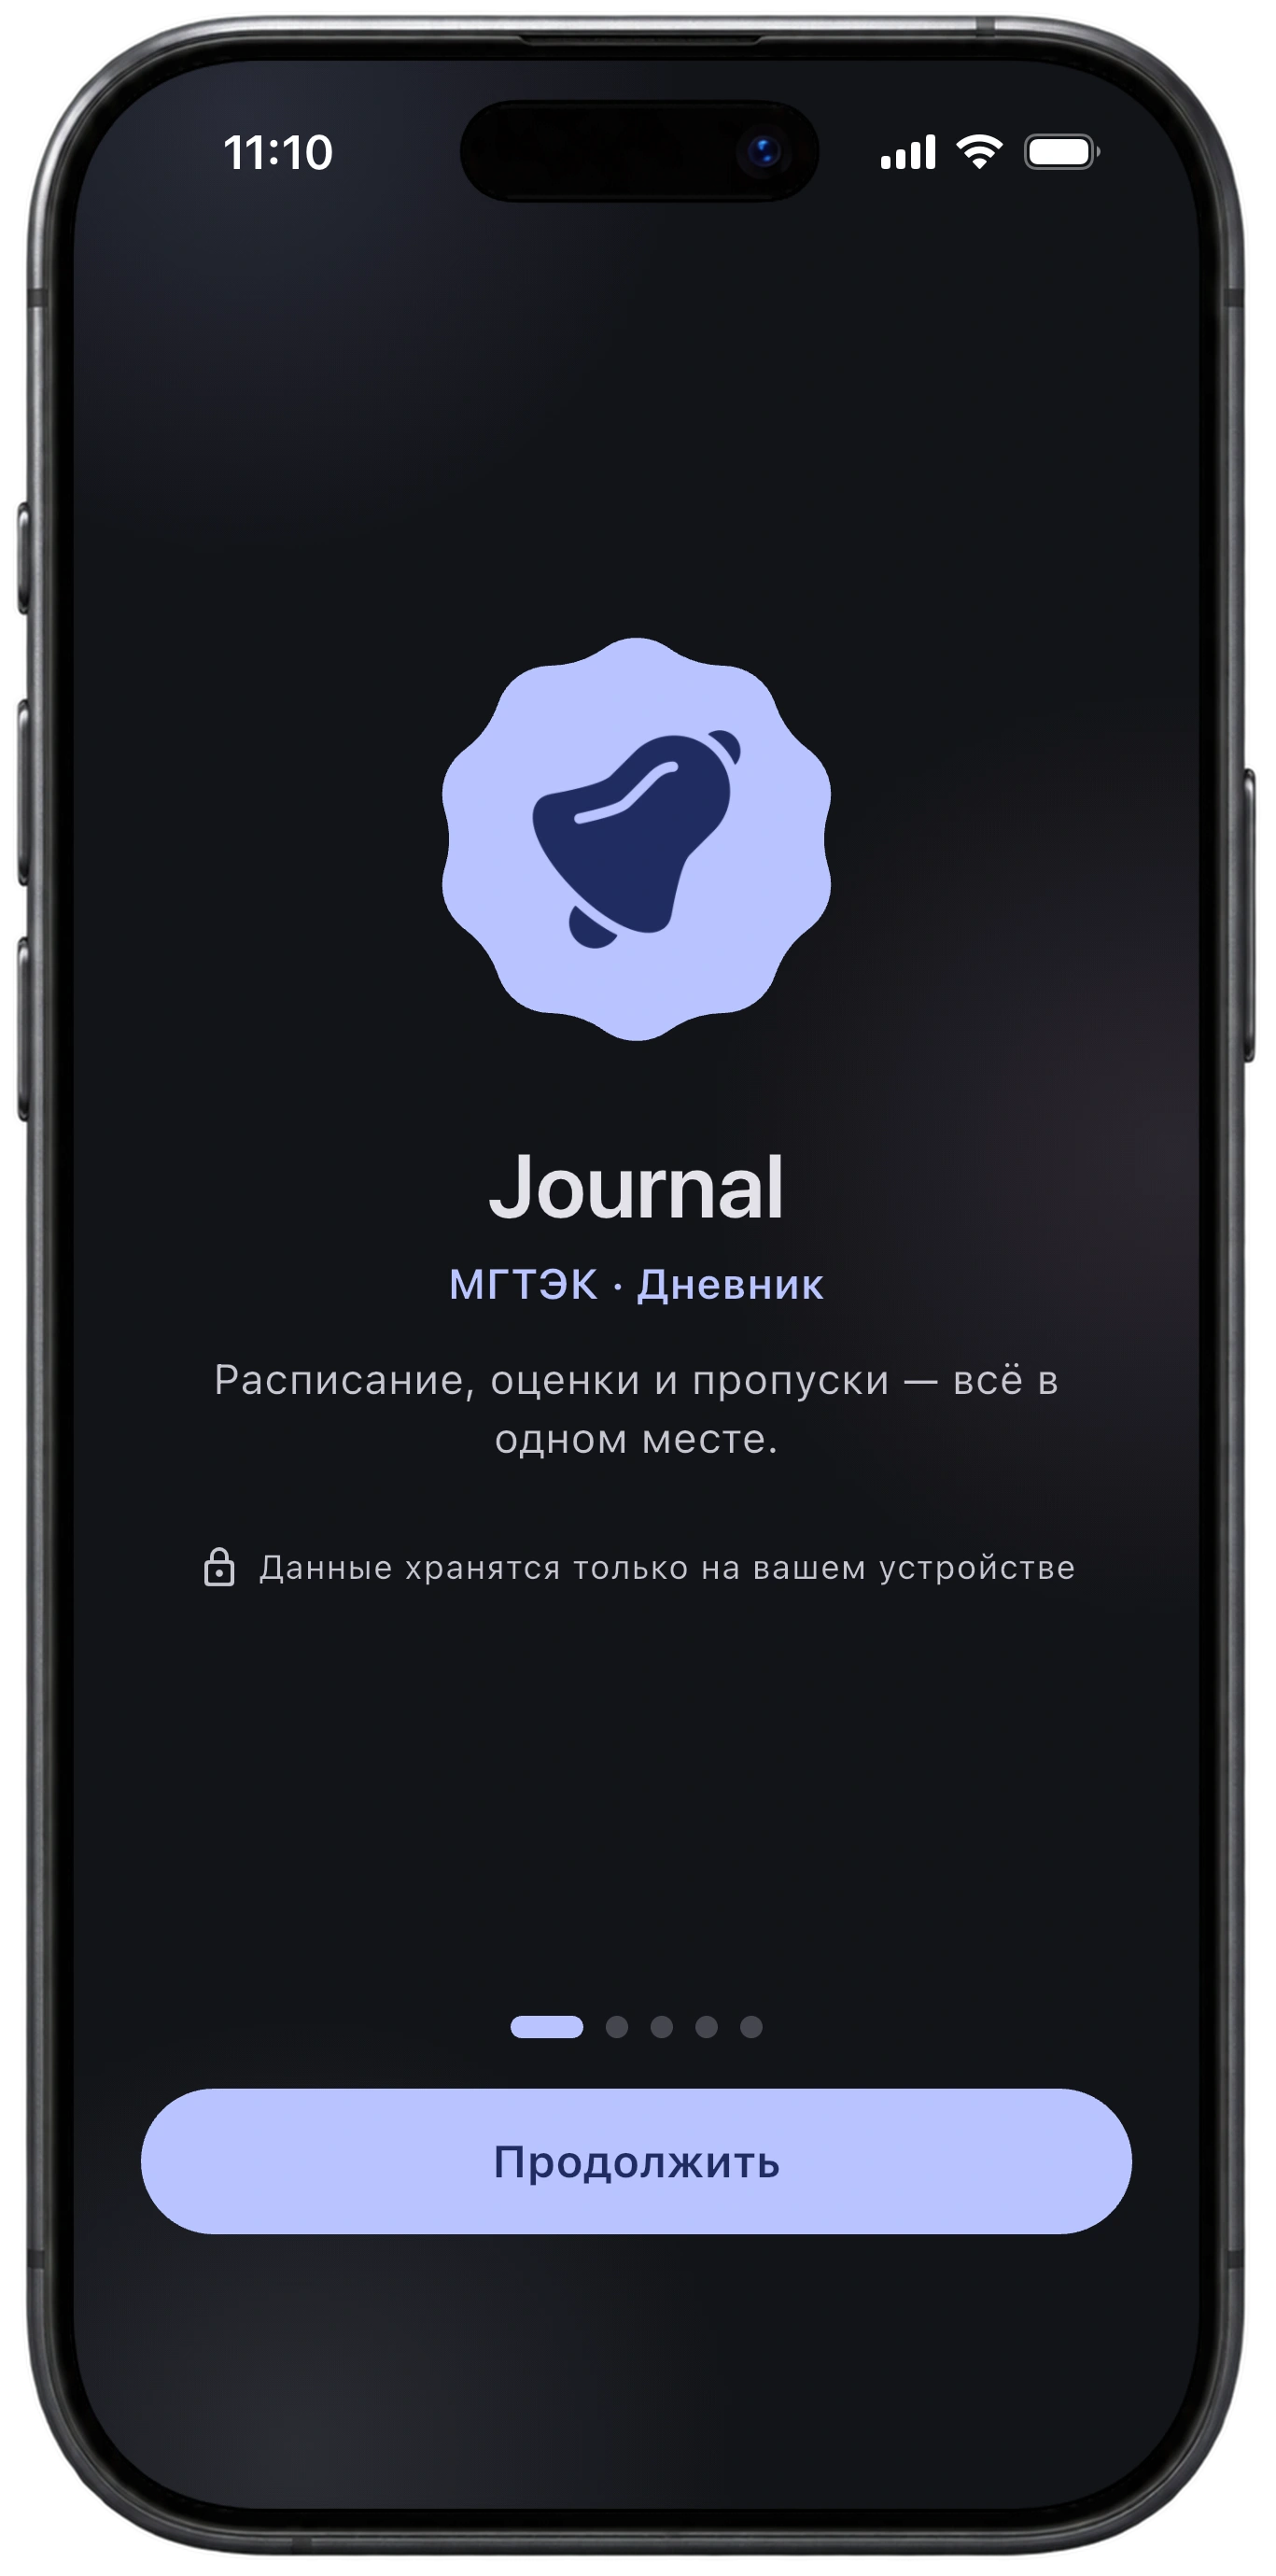 11:10
Journal
МГТЭК · Дневник
Расписание, оценки и пропуски — всё в
одном месте.
Данные хранятся только на вашем устройстве
Продолжить